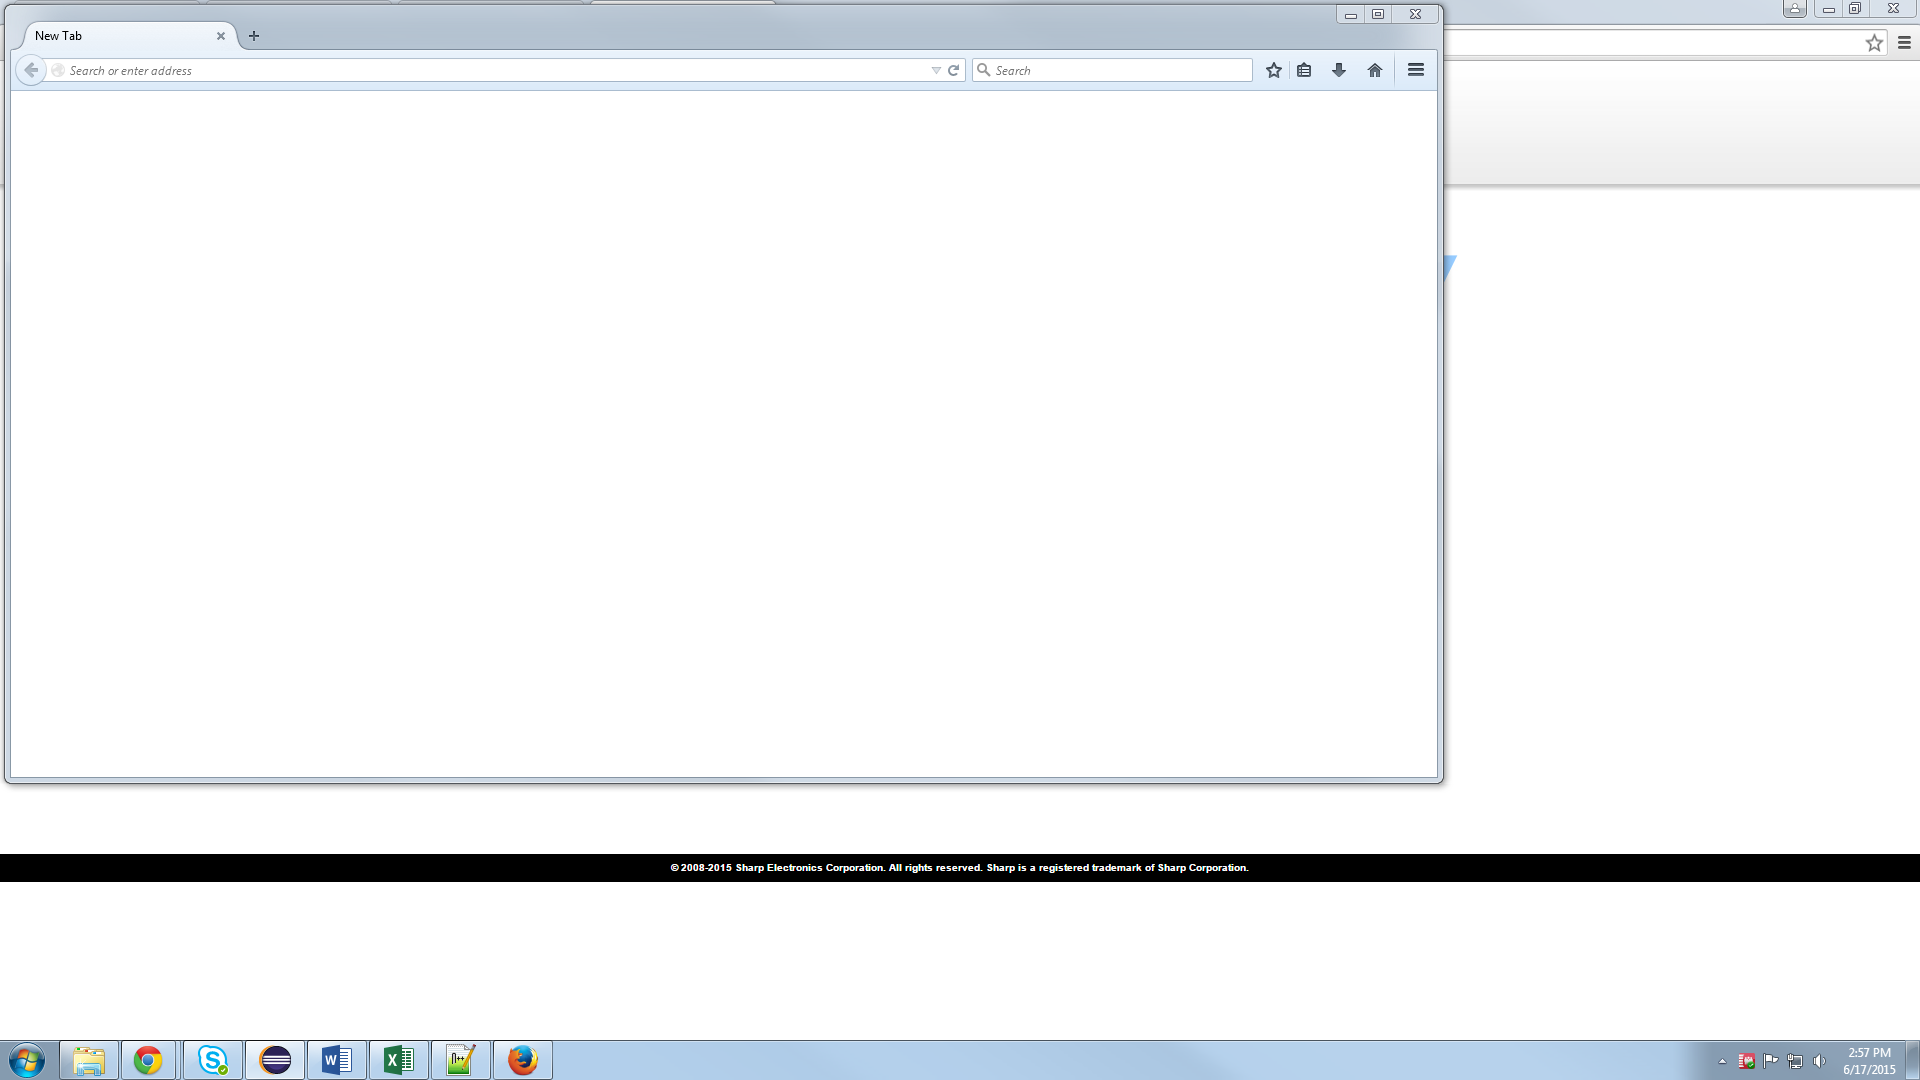 New Tab
Search or enter address
Search
© 2008-2015 Sharp Electronics Corporation. All rights reserved. Sharp is a registered trademark of Sharp Corporation.
2:57 PM
6/17/2015